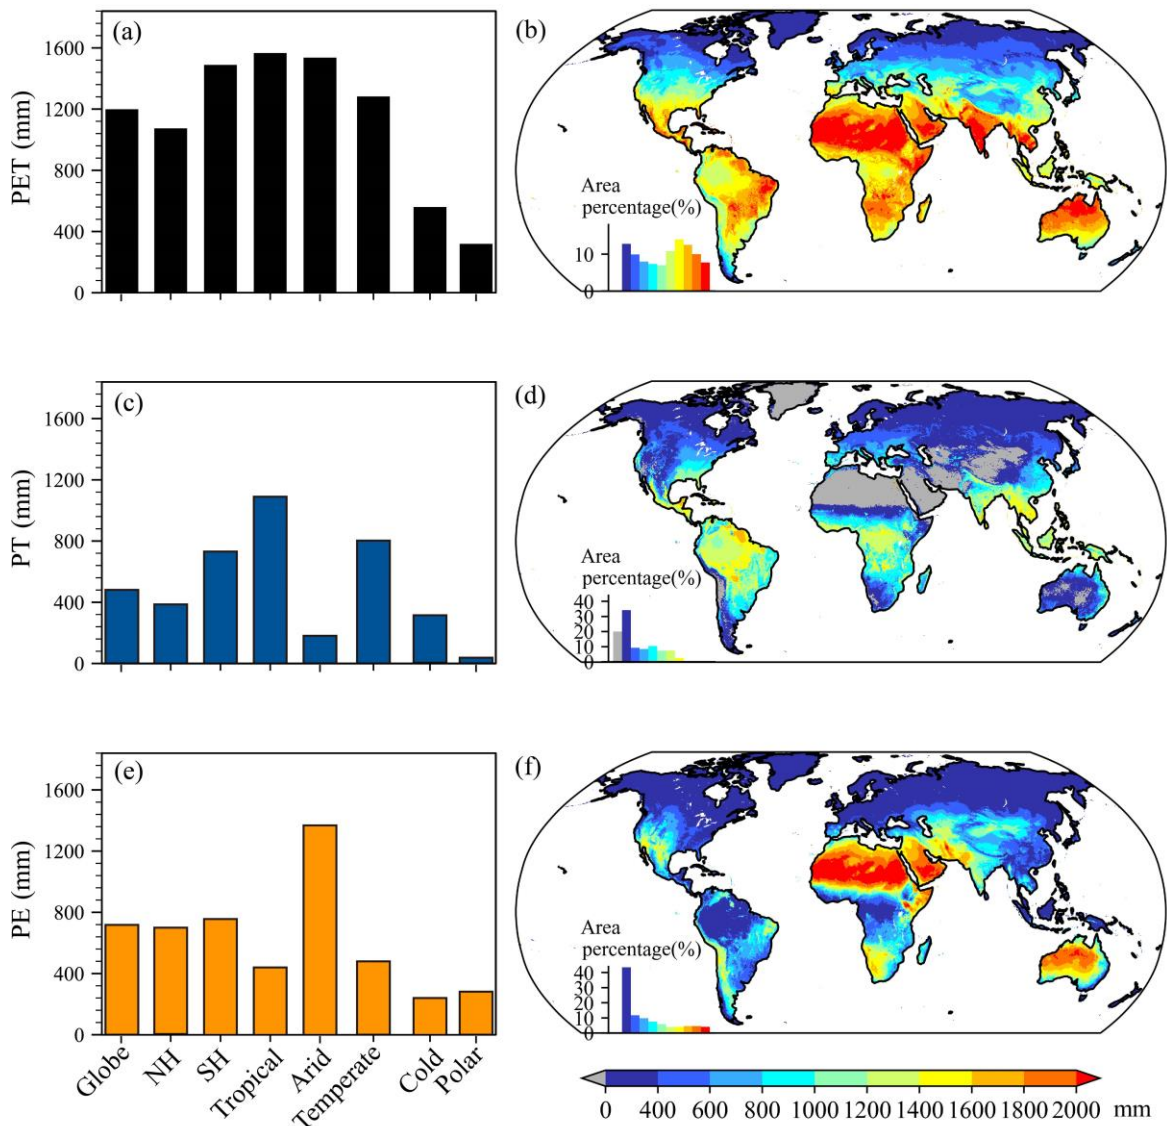 (a)
PET (mm)
1600
1200
800
400
0
(b)
Area
percentage(%)
10
0
(c)
PT (mm)
1600
1200
800
400
0
(d)
Area
percentage(%)
40
30
20
10
0
(e)
PE (mm)
1600
1200
800
400
0
Globe
NH
SH
Tropical
Arid
Temperate
Cold
Polar
(f)
Area
percentage(%)
40
30
20
10
0
0 400 600 800 1000 1200 1400 1600 1800 2000 mm